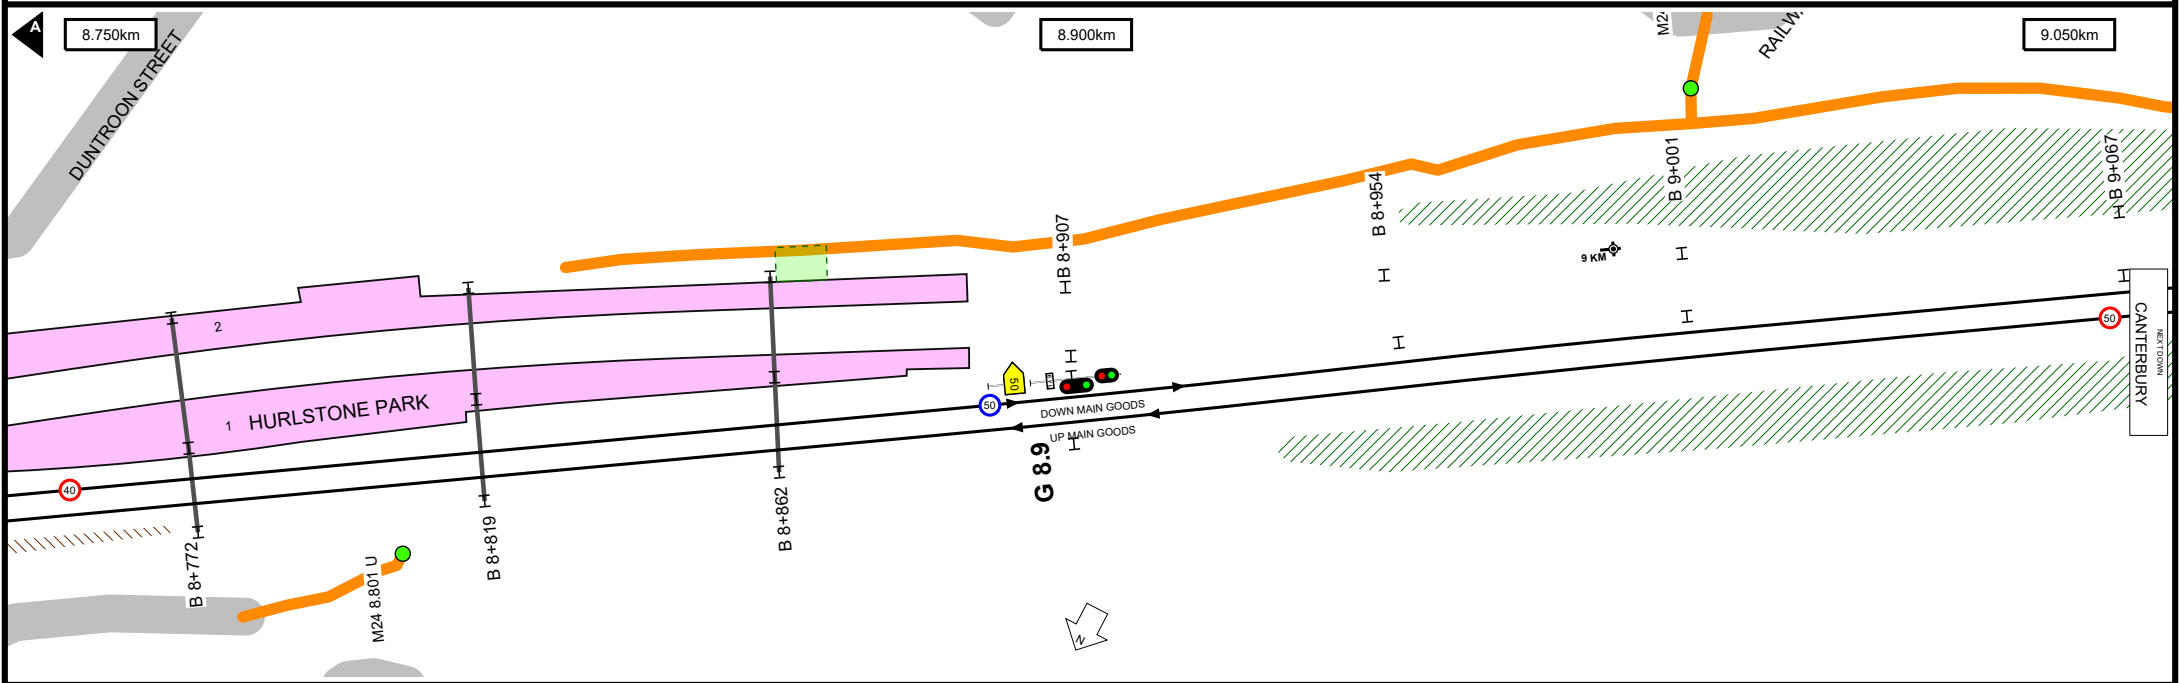 A
8.750km
8.900km
9.050km
DUNTROON STREET
M24
RAILW
B 9+001
B 9+067
B 8+954
B 8+907
9 KM
2
1 HURLSTONE PARK
50
50
DOWN MAIN GOODS
UP MAIN GOODS
G 8.9
50
CANTERBURY
NEXT DOWN
40
B 8+772
B 8+819
B 8+862
M24 8.801 U
N